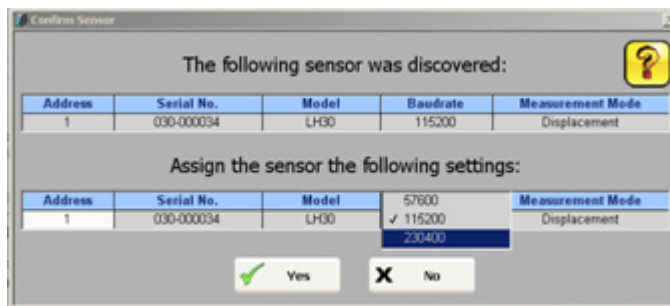 Confirm Sensor
The following sensor was discovered:
?
Address Serial No. Model Baudrate Measurement Mode
1 030-000034 LH30 115200 Displacement
Assign the sensor the following settings:
Address Serial No. Model 57600 Measurement Mode
1 030-000034 LH30 ✓ 115200 Displacement
230400
Yes X No